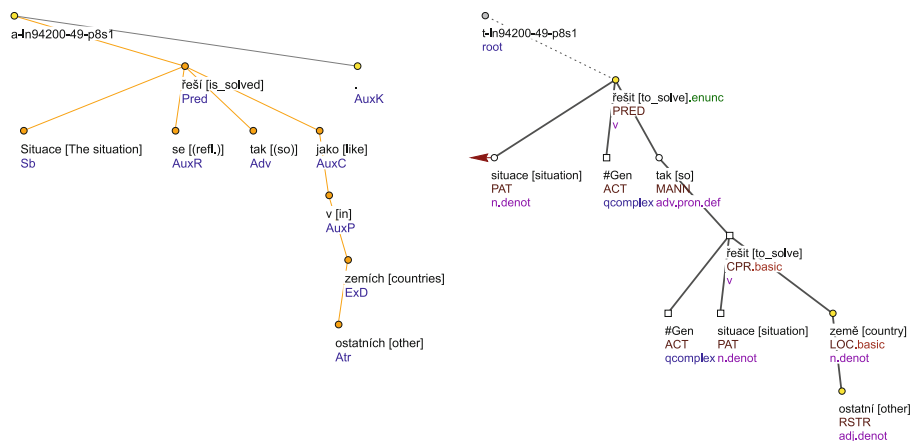 a-ln94200-49-p8s1
řeší [is_solved]
Pred
.
AuxK
Situace [The situation]
Sb
se [(refl.)]
AuxR
tak [(so)]
Adv
jako [like]
AuxC
v [in]
AuxP
zemích [countries]
ExD
ostatních [other]
Atr
t-ln94200-49-p8s1
root
řešit [to_solve].enunc
PRED
v
situace [situation]
PAT
n.denot
#Gen
ACT
qcomplex
tak [so]
MANN
adv.pron.def
řešit [to_solve]
CPR.basic
v
#Gen
ACT
qcomplex
situace [situation]
PAT
n.denot
země [country]
LOC.basic
n.denot
ostatní [other]
RSTR
adj.denot